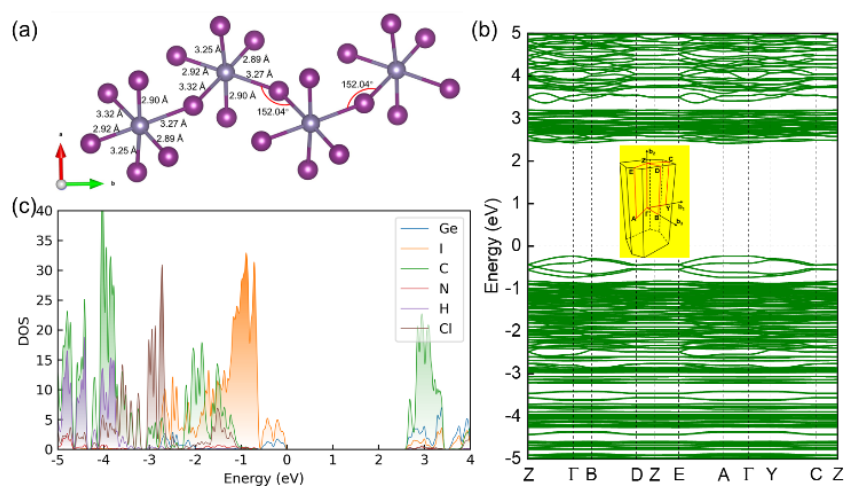 (a)
3.25 Å
2.89 Å
2.92 Å
3.27 Å
3.32 Å
2.90 Å
152.04°
152.04°
2.90 Å
3.32 Å
3.27 Å
2.92 Å
2.89 Å
3.25 Å
a
b
(b)
5
4
3
2
1
0
-1
-2
-3
-4
-5
Energy (eV)
Z Γ B D Z E A Γ Y C Z
(c)
40
35
30
25
20
15
10
5
0
DOS
Ge
I
C
N
H
Cl
-5 -4 -3 -2 -1 0 1 2 3 4
Energy (eV)